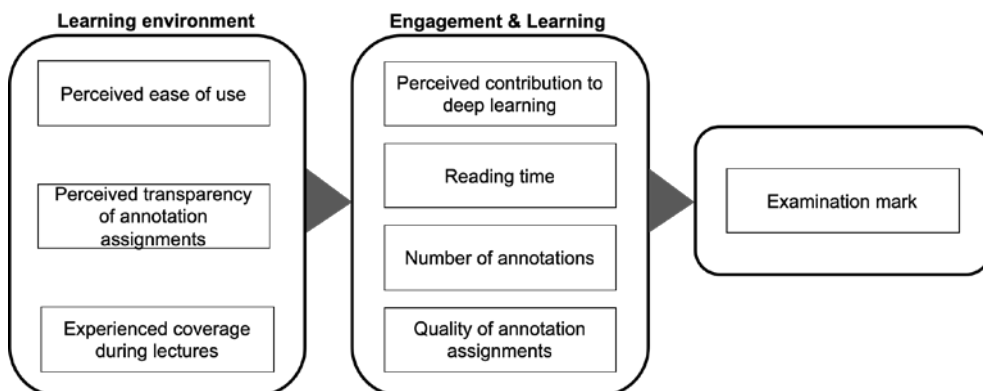 Learning environment
Perceived ease of use
Perceived transparency
of annotation
assignments
Experienced coverage
during lectures
Engagement & Learning
Perceived contribution to
deep learning
Reading time
Number of annotations
Quality of annotation
assignments
Examination mark